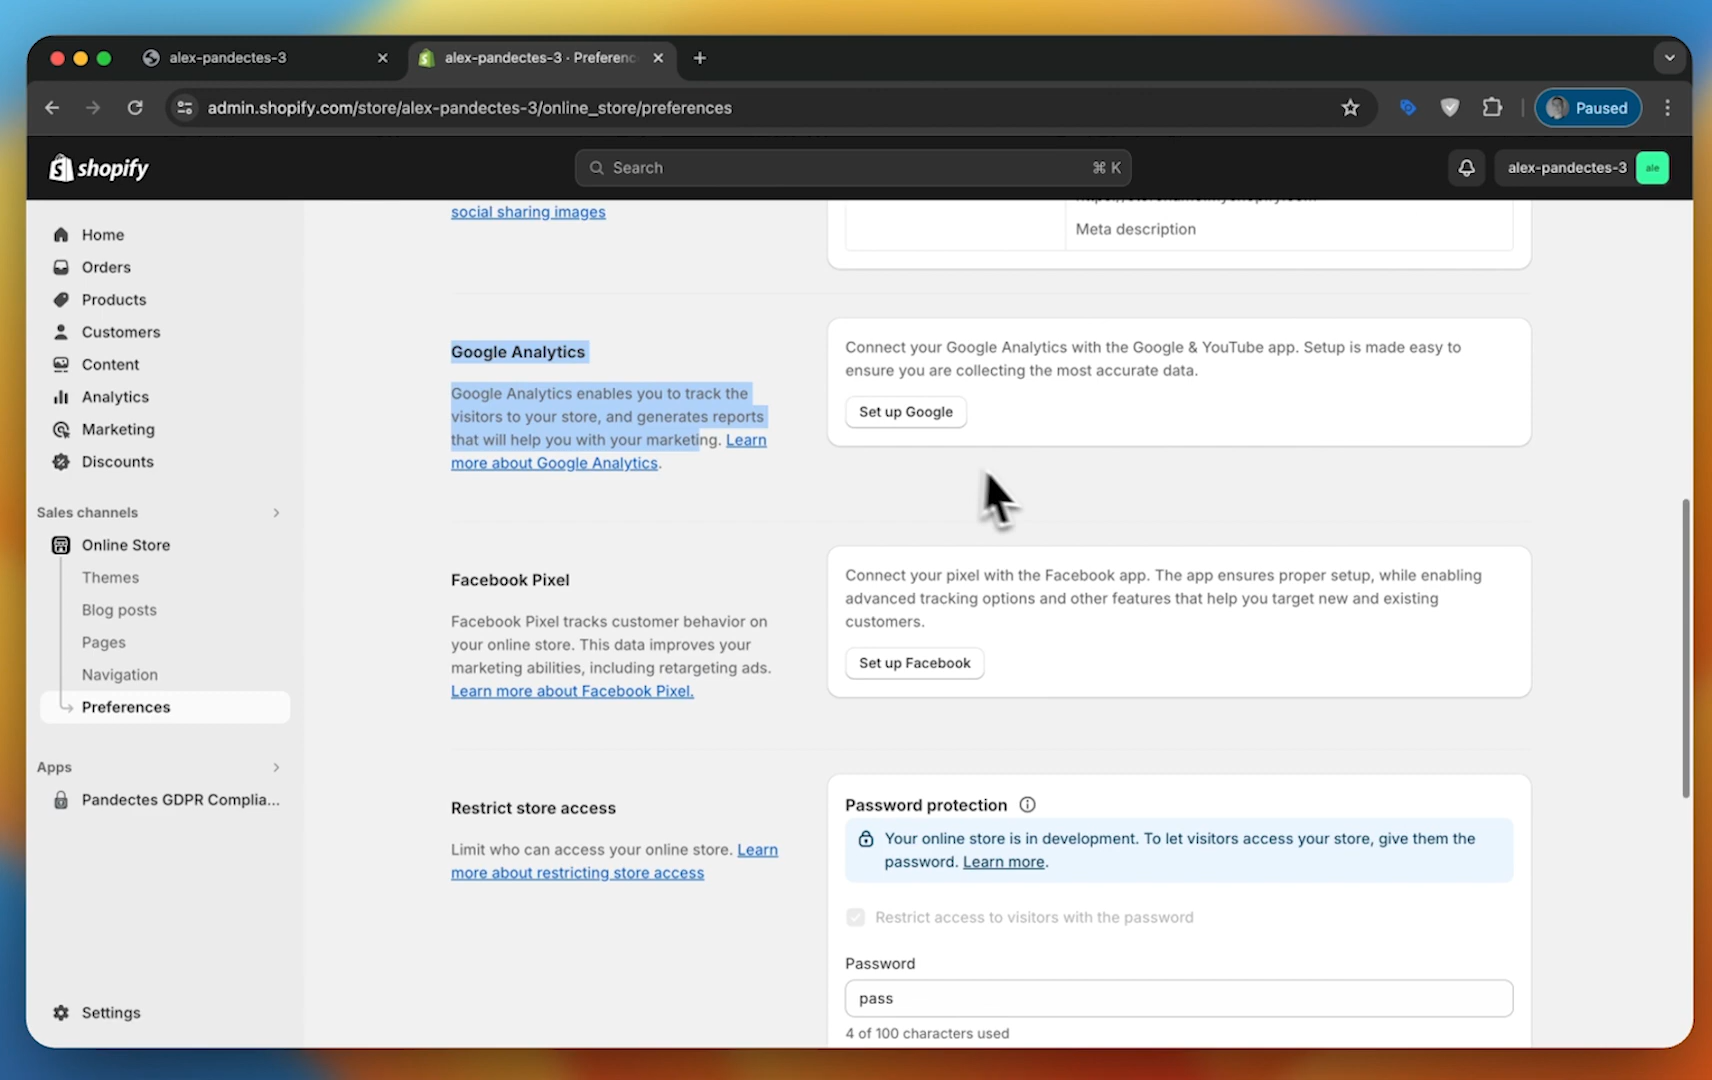 alex-pandectes-3
alex-pandectes-3 · Preferenc
admin.shopify.com/store/alex-pandectes-3/online_store/preferences
Paused
shopify
Search
⌘ K
alex-pandectes-3
ale
Home
Orders
Products
Customers
Content
Analytics
Marketing
Discounts
Sales channels
Online Store
Themes
Blog posts
Pages
Navigation
Preferences
Apps
Pandectes GDPR Complia...
Settings
social sharing images
Meta description
Google Analytics
Google Analytics enables you to track the
visitors to your store, and generates reports
that will help you with your marketing. Learn
more about Google Analytics.
Connect your Google Analytics with the Google & YouTube app. Setup is made easy to
ensure you are collecting the most accurate data.
Set up Google
Facebook Pixel
Facebook Pixel tracks customer behavior on
your online store. This data improves your
marketing abilities, including retargeting ads.
Learn more about Facebook Pixel.
Connect your pixel with the Facebook app. The app ensures proper setup, while enabling
advanced tracking options and other features that help you target new and existing
customers.
Set up Facebook
Restrict store access
Limit who can access your online store. Learn
more about restricting store access
Password protection
Your online store is in development. To let visitors access your store, give them the
password. Learn more.
Restrict access to visitors with the password
Password
pass
4 of 100 characters used